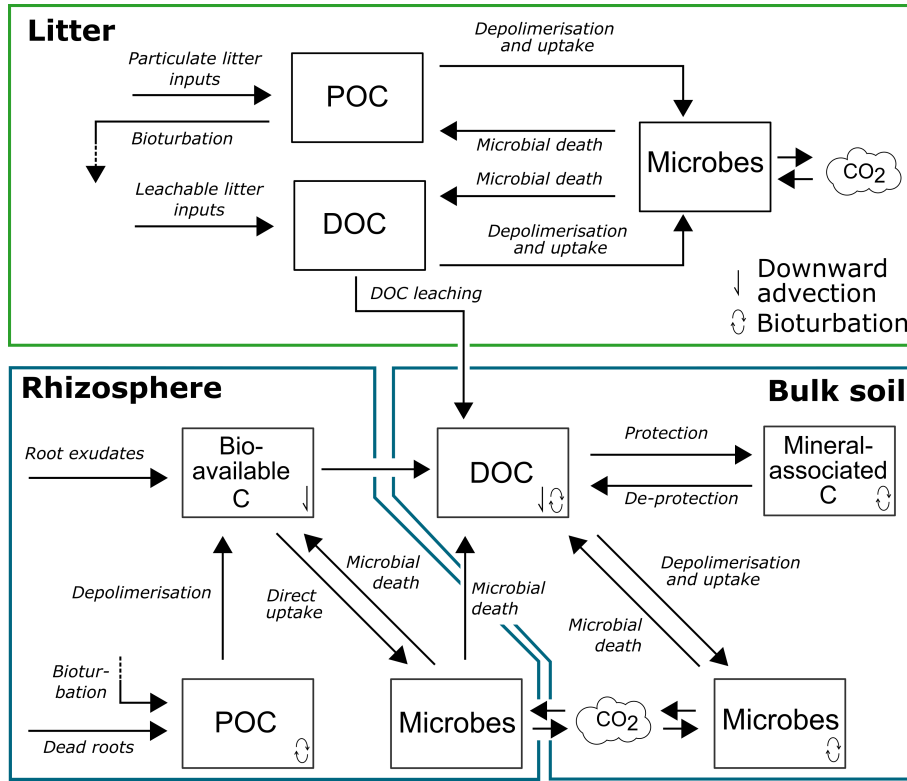 Litter
Depolimerisation
and uptake
Particulate litter
inputs
POC
Bioturbation
Microbial death
Microbes
CO2
Microbial death
Leachable litter
inputs
DOC
Depolimerisation
and uptake
DOC leaching
Downward
advection
Bioturbation
Rhizosphere
Bulk soil
Root exudates
Bio-
available
C
DOC
Protection
De-protection
Mineral-
associated
C
Depolimerisation
Direct
uptake
Microbial
death
Microbial
death
Depolimerisation
and uptake
Microbial
death
Biotur-
bation
Dead roots
POC
Microbes
CO2
Microbes